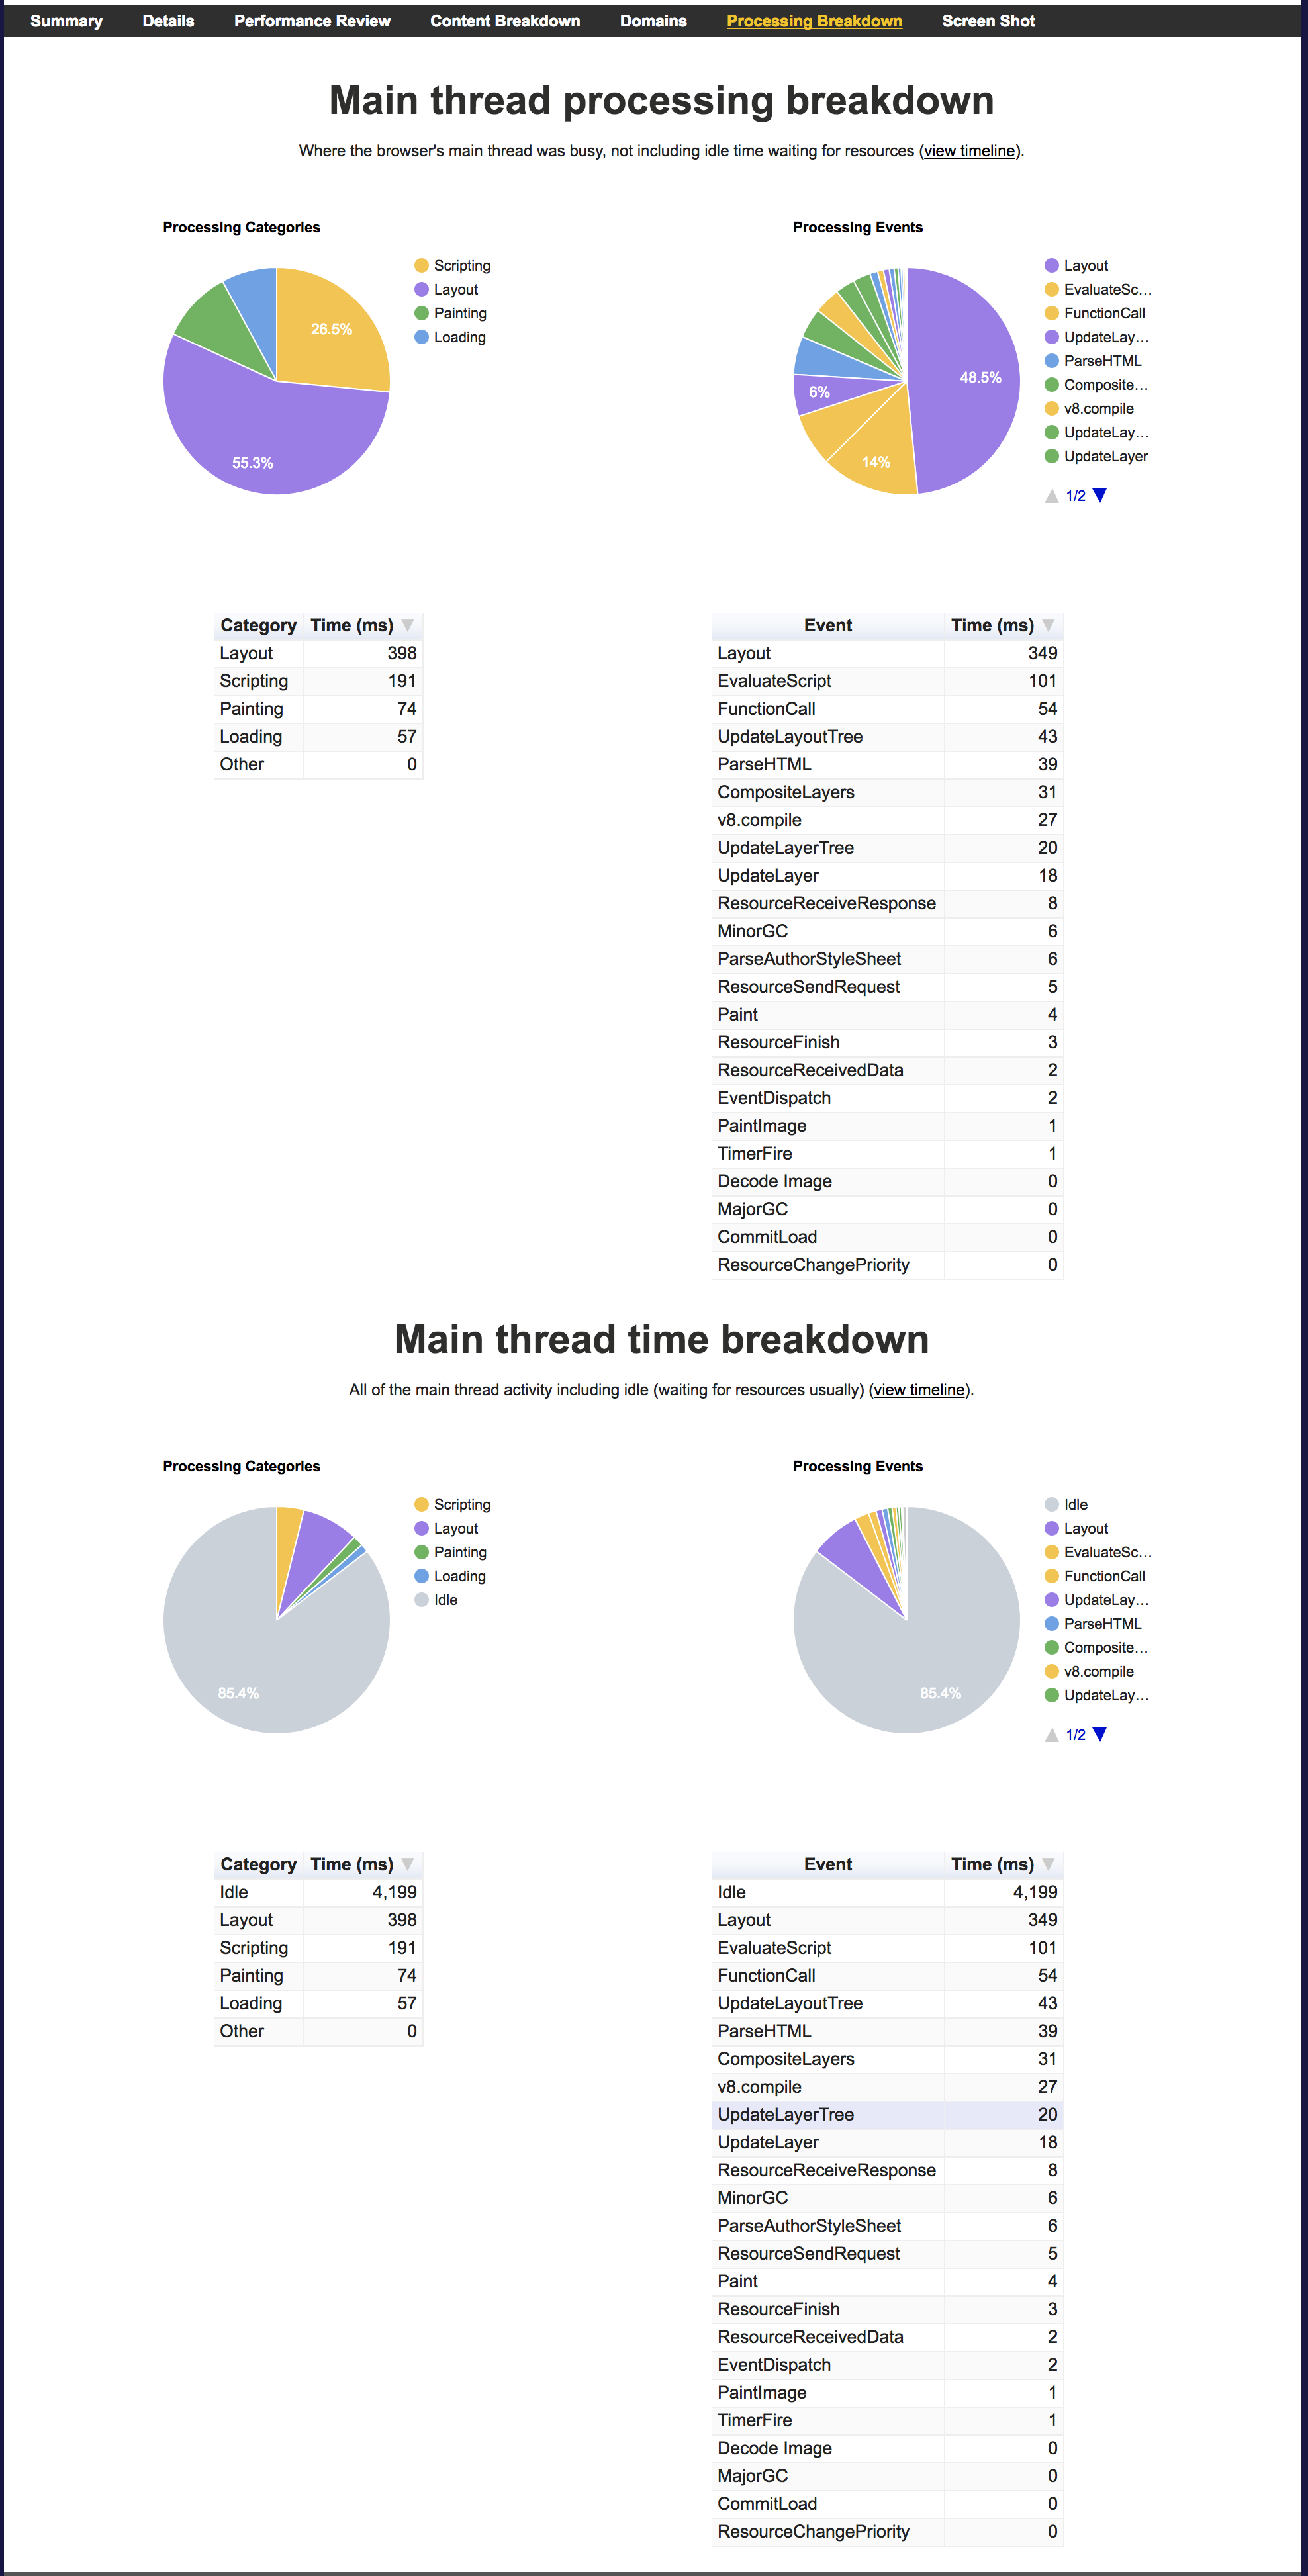 Summary Details Performance Review Content Breakdown Domains Processing Breakdown Screen Shot
Main thread processing breakdown
Where the browser's main thread was busy, not including idle time waiting for resources (view timeline).
Processing Categories
26.5%
55.3%
Scripting
Layout
Painting
Loading
Processing Events
48.5%
6%
14%
Layout
EvaluateSc...
FunctionCall
UpdateLay...
ParseHTML
Composite...
v8.compile
UpdateLay...
UpdateLayer
1/2
Category Time (ms)
Layout 398
Scripting 191
Painting 74
Loading 57
Other 0
Event Time (ms)
Layout 349
EvaluateScript 101
FunctionCall 54
UpdateLayoutTree 43
ParseHTML 39
CompositeLayers 31
v8.compile 27
UpdateLayerTree 20
UpdateLayer 18
ResourceReceiveResponse 8
MinorGC 6
ParseAuthorStyleSheet 6
ResourceSendRequest 5
Paint 4
ResourceFinish 3
ResourceReceivedData 2
EventDispatch 2
PaintImage 1
TimerFire 1
Decode Image 0
MajorGC 0
CommitLoad 0
ResourceChangePriority 0
Main thread time breakdown
All of the main thread activity including idle (waiting for resources usually) (view timeline).
Processing Categories
85.4%
Scripting
Layout
Painting
Loading
Idle
Processing Events
85.4%
Idle
Layout
EvaluateSc...
FunctionCall
UpdateLay...
ParseHTML
Composite...
v8.compile
UpdateLay...
1/2
Category Time (ms)
Idle 4,199
Layout 398
Scripting 191
Painting 74
Loading 57
Other 0
Event Time (ms)
Idle 4,199
Layout 349
EvaluateScript 101
FunctionCall 54
UpdateLayoutTree 43
ParseHTML 39
CompositeLayers 31
v8.compile 27
UpdateLayerTree 20
UpdateLayer 18
ResourceReceiveResponse 8
MinorGC 6
ParseAuthorStyleSheet 6
ResourceSendRequest 5
Paint 4
ResourceFinish 3
ResourceReceivedData 2
EventDispatch 2
PaintImage 1
TimerFire 1
Decode Image 0
MajorGC 0
CommitLoad 0
ResourceChangePriority 0